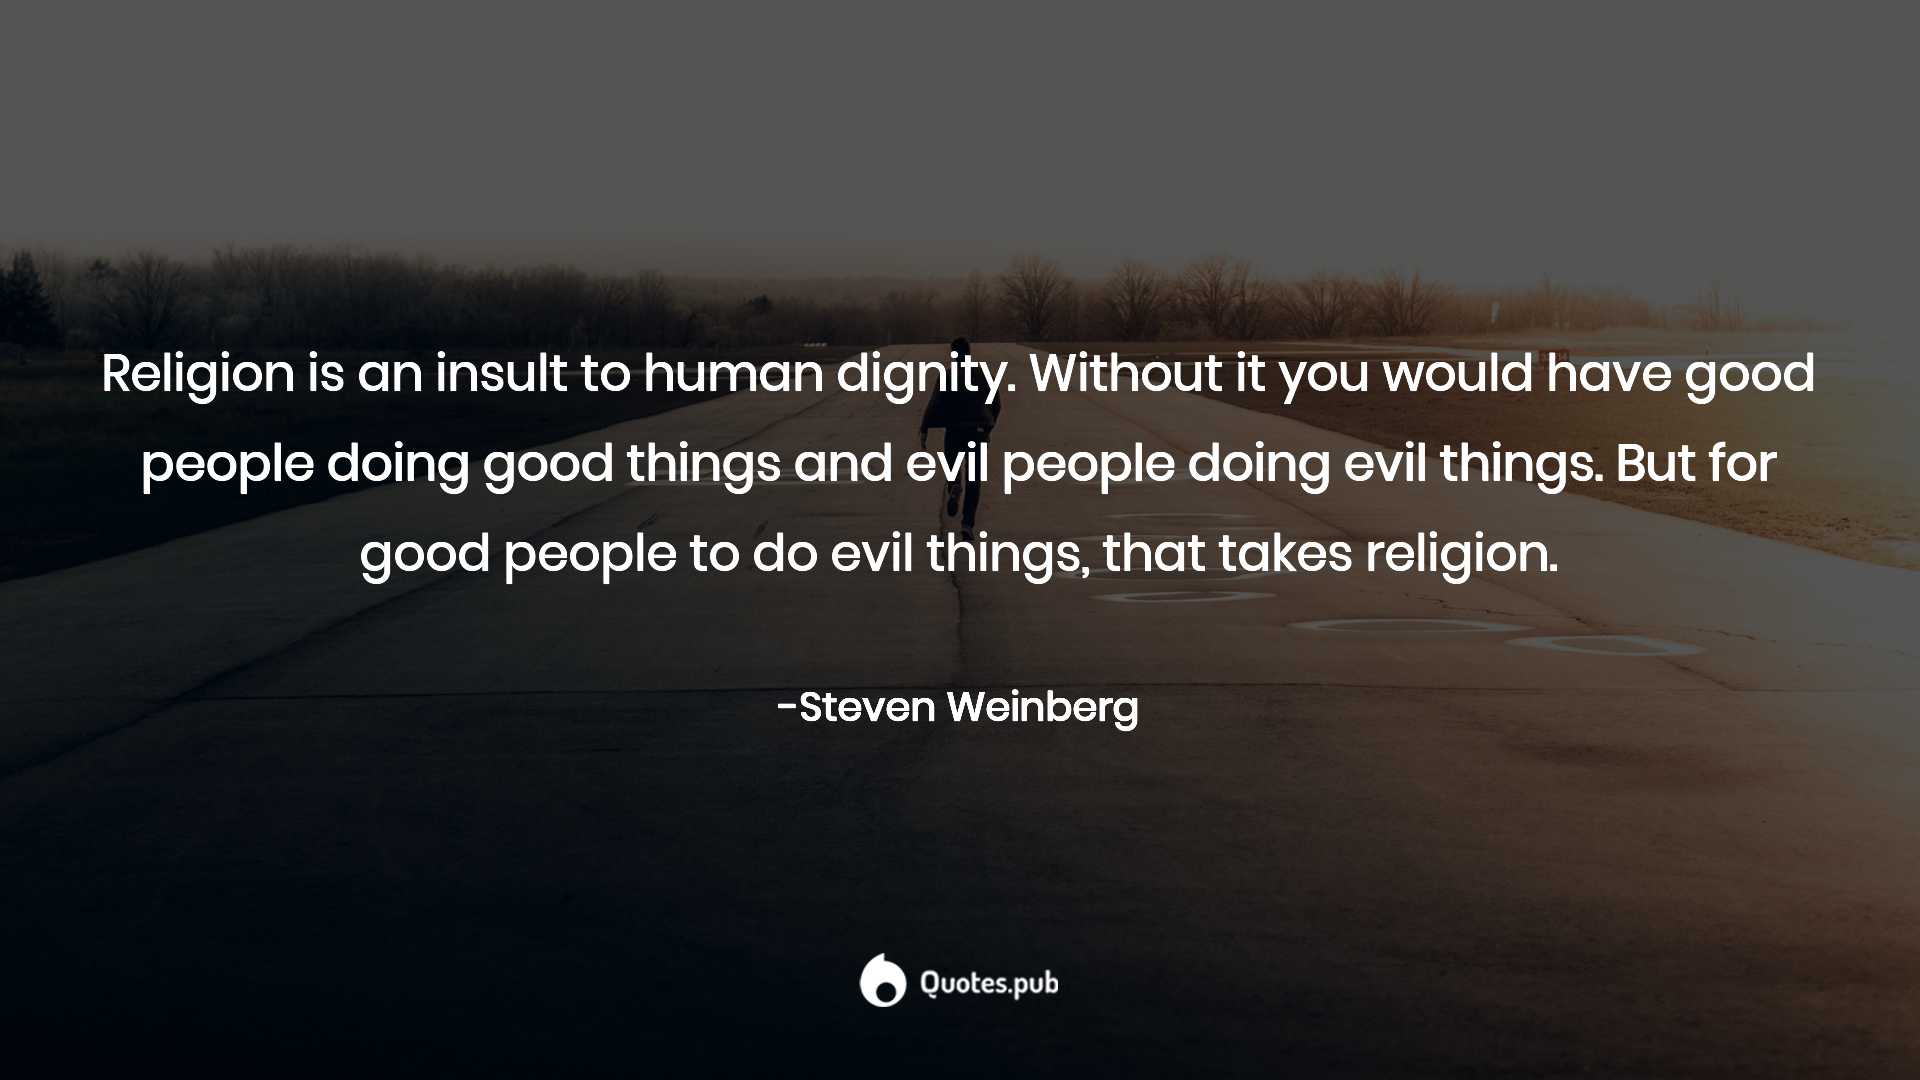 Religion is an insult to human dignity. Without it you would have good
people doing good things and evil people doing evil things. But for
good people to do evil things, that takes religion.
-Steven Weinberg
Quotes.pub